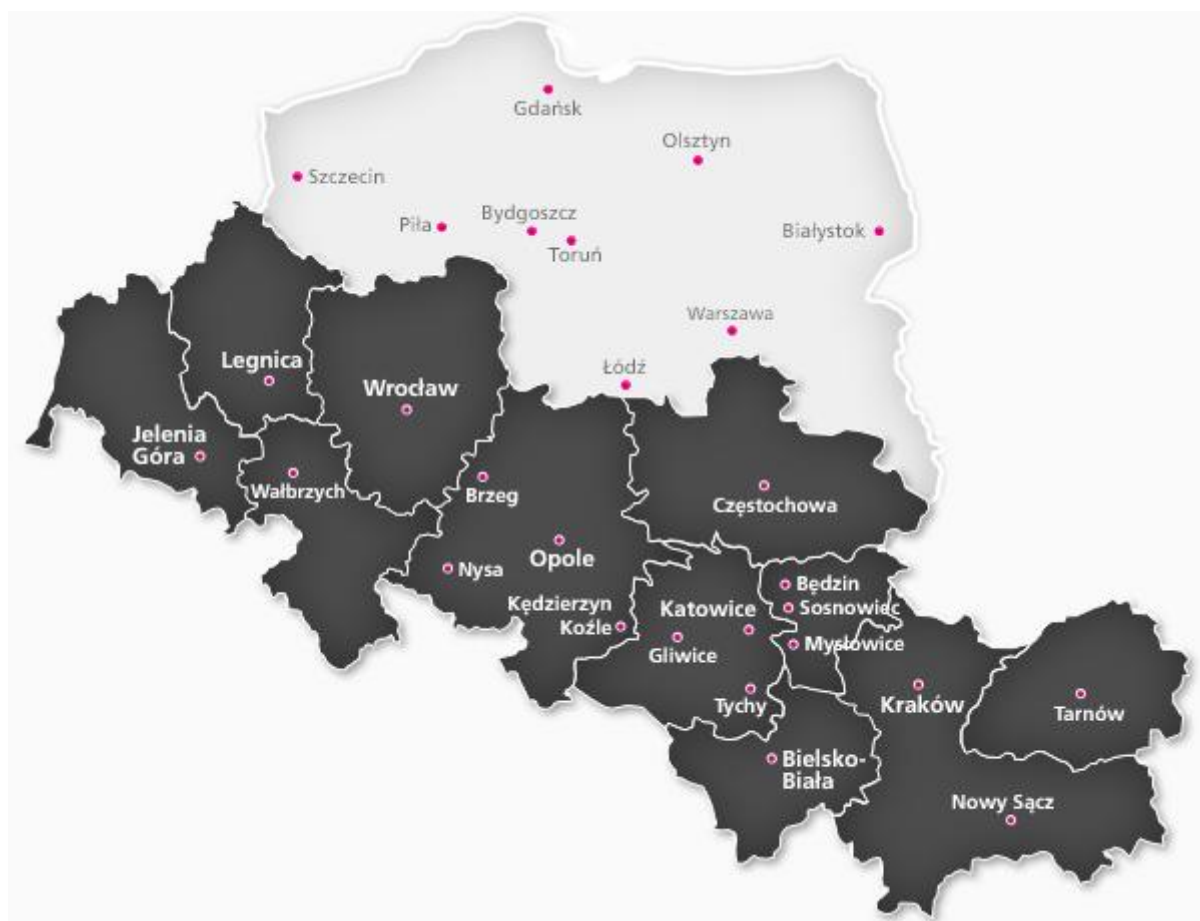 Gdańsk
Olsztyn
Szczecin
Piła
Bydgoszcz
Toruń
Białystok
Warszawa
Łódź
Legnica
Wrocław
Jelenia
Góra
Wałbrzych
Brzeg
Częstochowa
Opole
Nysa
Kędzierzyn
Koźle
Katowice
Gliwice
Tychy
Będzin
Sosnowiec
Mysłowice
Kraków
Tarnów
Bielsko-
Biała
Nowy Sącz